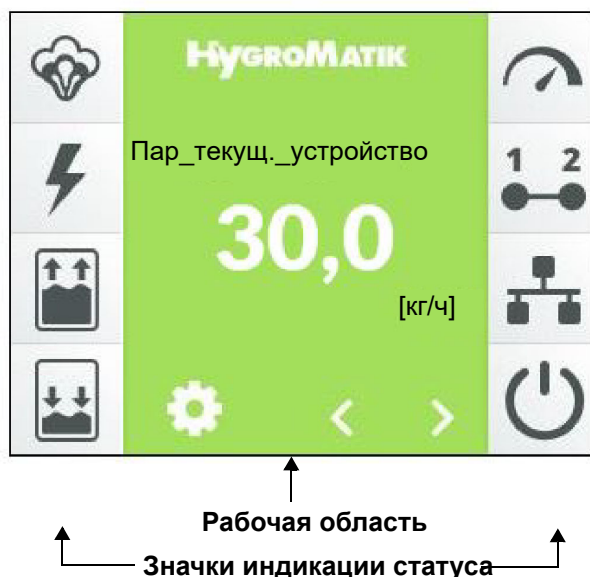 HYGROMATIK
Пар_текущ._устройство
1 2
30,0
[кг/ч]
Рабочая область
Значки индикации статуса